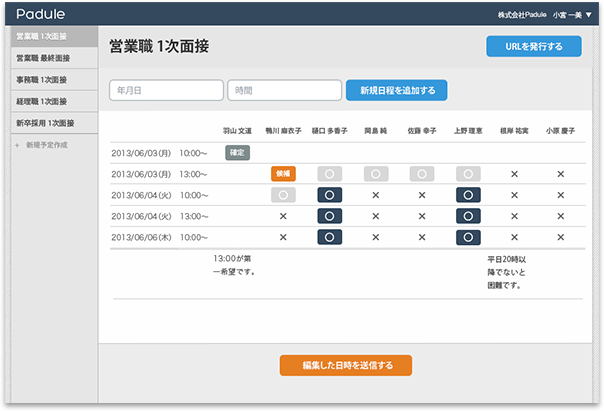 Padule
株式会社Padule 小宮 一美 ▼
営業職 1次面接
営業職 最終面接
事務職 1次面接
経理職 1次面接
新卒採用 1次面接
+ 新規予定作成
営業職 1次面接
URLを発行する
年月日 時間 新規日程を追加する
羽山 文道 鴨川 麻衣子 樋口 多香子 岡島 純 佐藤 幸子 上野 理恵 根岸 祐実 小原 慶子
2013/06/03(月) 10:00〜 確定
2013/06/03(月) 13:00〜 候補 ○ ○ ○ ○ × ×
2013/06/04(火) 10:00〜 ○ ○ × × ○ × ×
2013/06/04(火) 13:00〜 × ○ × × ○ × ×
2013/06/06(木) 10:00〜 × ○ × × ○ × ×
13:00が第
一希望です。
平日20時以
降でないと
困難です。
編集した日時を送信する